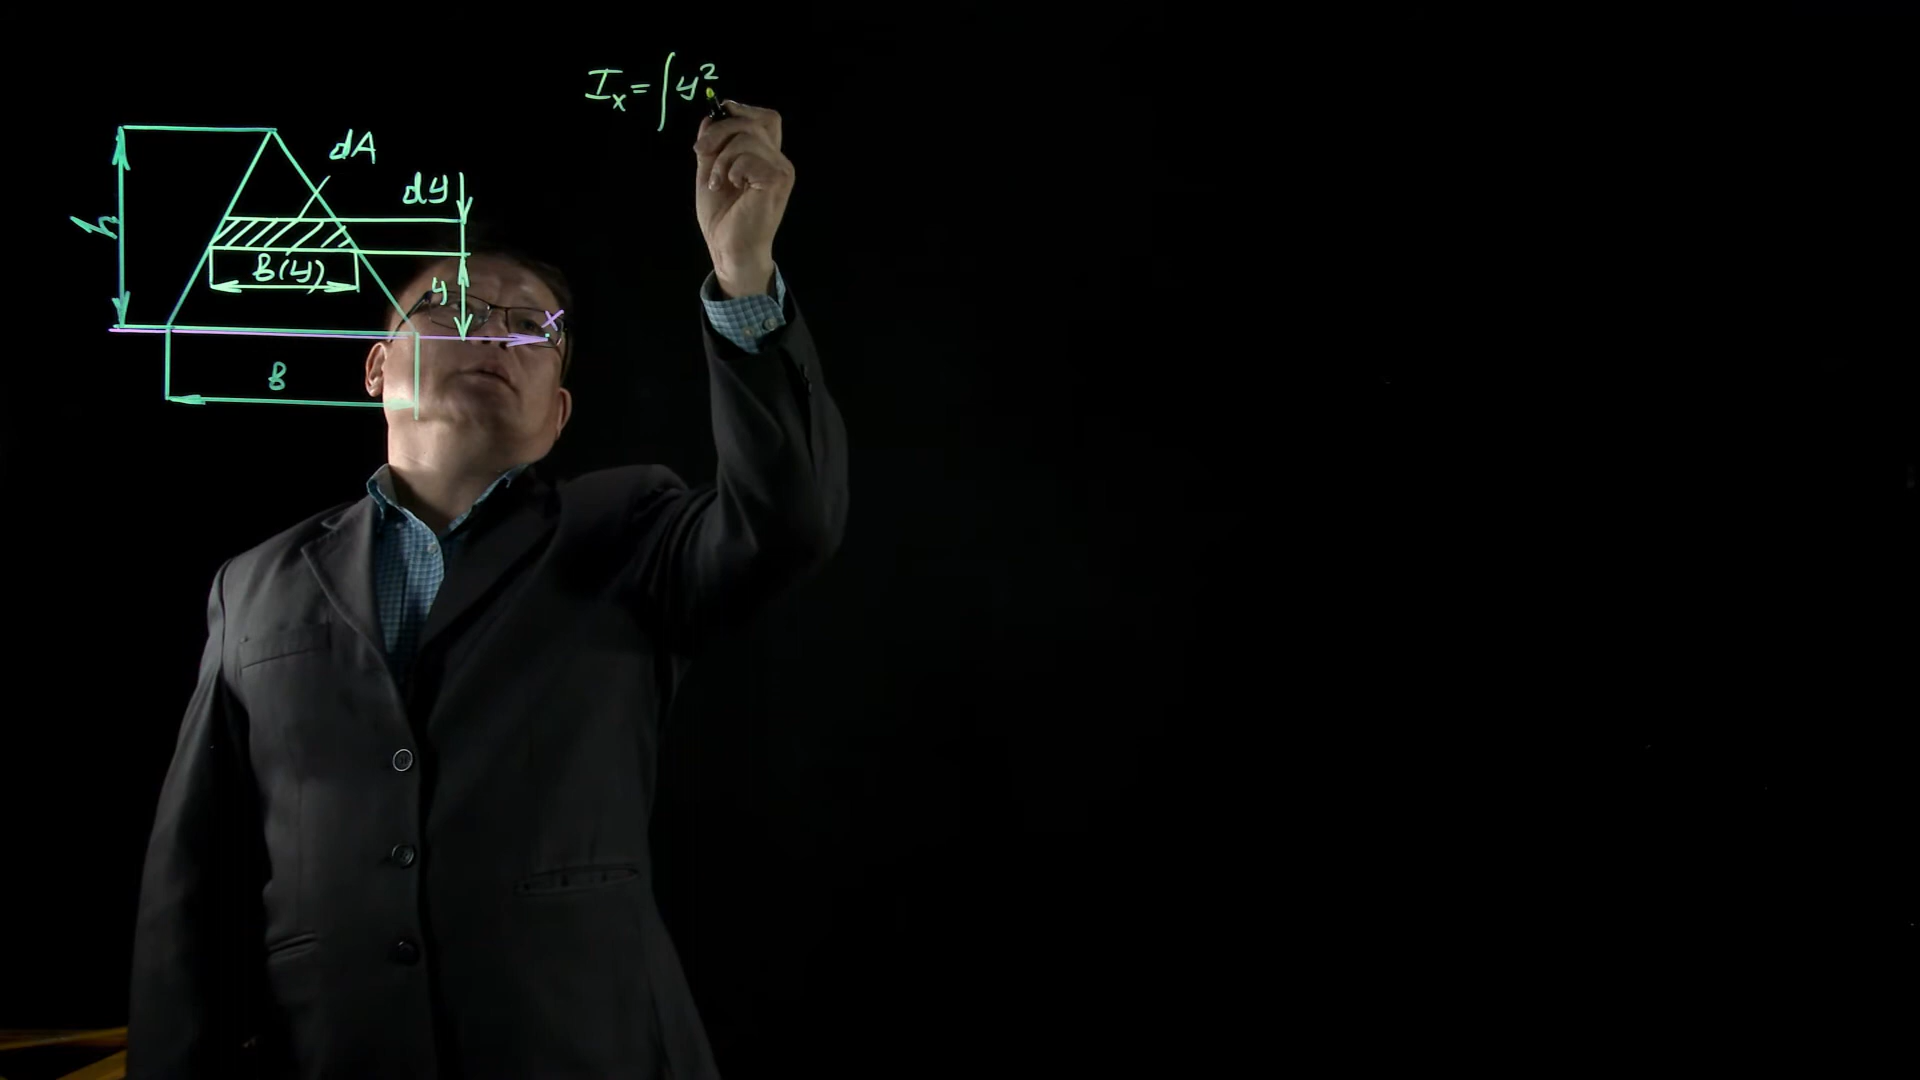 I_x = ∫ y²
dA
dy
h
B(y)
y
x
B